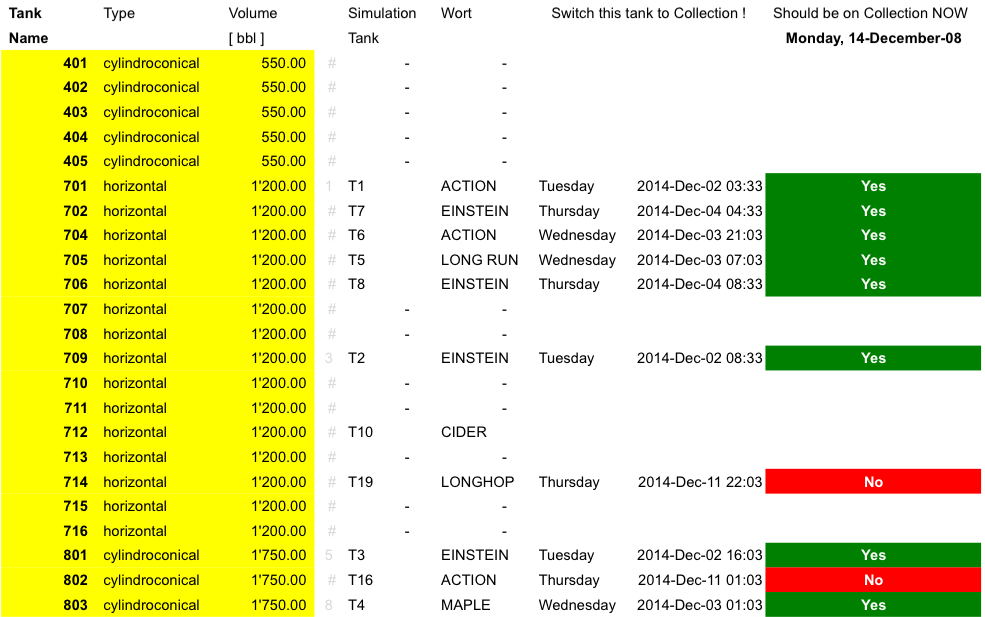 Tank Type Volume Simulation Wort Switch this tank to Collection ! Should be on Collection NOW
Name [ bbl ] Tank Monday, 14-December-08
401 cylindroconical 550.00 # - -
402 cylindroconical 550.00 # - -
403 cylindroconical 550.00 # - -
404 cylindroconical 550.00 # - -
405 cylindroconical 550.00 # - -
701 horizontal 1'200.00 1 T1 ACTION Tuesday 2014-Dec-02 03:33 Yes
702 horizontal 1'200.00 # T7 EINSTEIN Thursday 2014-Dec-04 04:33 Yes
704 horizontal 1'200.00 # T6 ACTION Wednesday 2014-Dec-03 21:03 Yes
705 horizontal 1'200.00 # T5 LONG RUN Wednesday 2014-Dec-03 07:03 Yes
706 horizontal 1'200.00 # T8 EINSTEIN Thursday 2014-Dec-04 08:33 Yes
707 horizontal 1'200.00 # - -
708 horizontal 1'200.00 # - -
709 horizontal 1'200.00 3 T2 EINSTEIN Tuesday 2014-Dec-02 08:33 Yes
710 horizontal 1'200.00 # - -
711 horizontal 1'200.00 # - -
712 horizontal 1'200.00 # T10 CIDER
713 horizontal 1'200.00 # - -
714 horizontal 1'200.00 # T19 LONGHOP Thursday 2014-Dec-11 22:03 No
715 horizontal 1'200.00 # - -
716 horizontal 1'200.00 # - -
801 cylindroconical 1'750.00 5 T3 EINSTEIN Tuesday 2014-Dec-02 16:03 Yes
802 cylindroconical 1'750.00 # T16 ACTION Thursday 2014-Dec-11 01:03 No
803 cylindroconical 1'750.00 8 T4 MAPLE Wednesday 2014-Dec-03 01:03 Yes